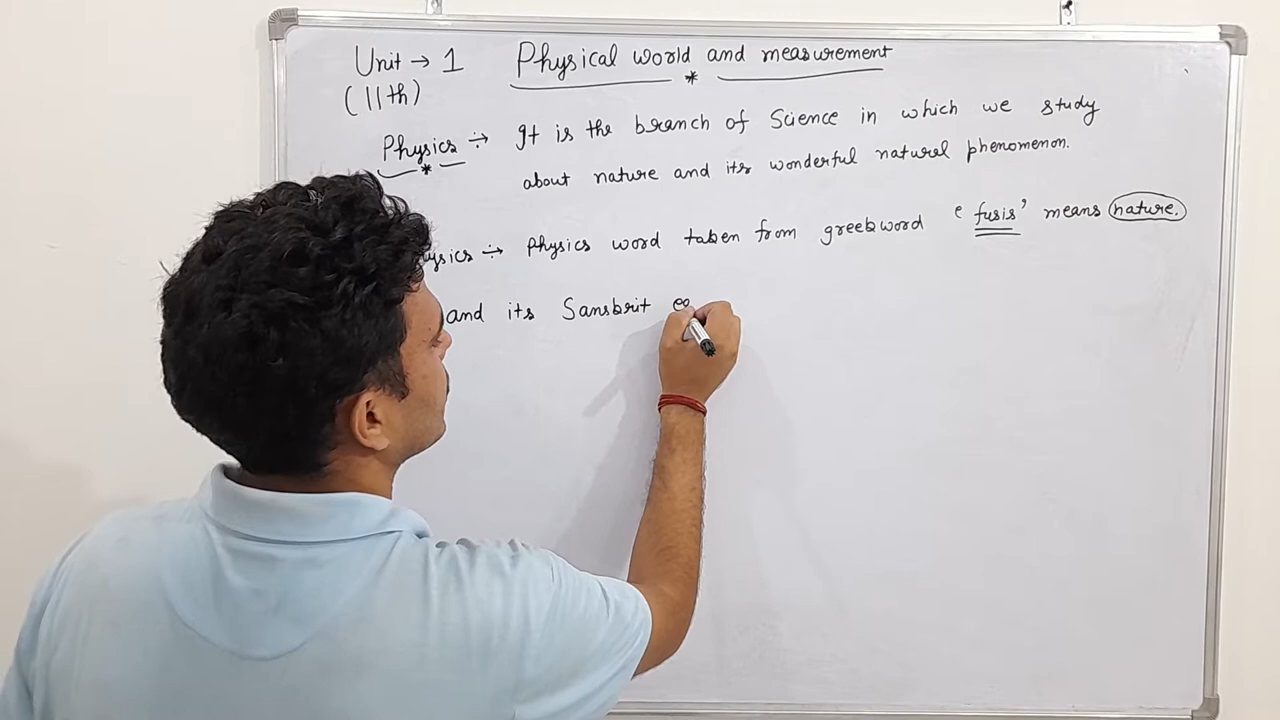 Unit → 1 Physical world and measurement
(11th)
Physics ÷→ It is the branch of Science in which we study
about nature and its wonderful natural phenomenon.
ysics ÷→ Physics word taken from greekword ‘fusis’ means nature.
and its Sanskrit